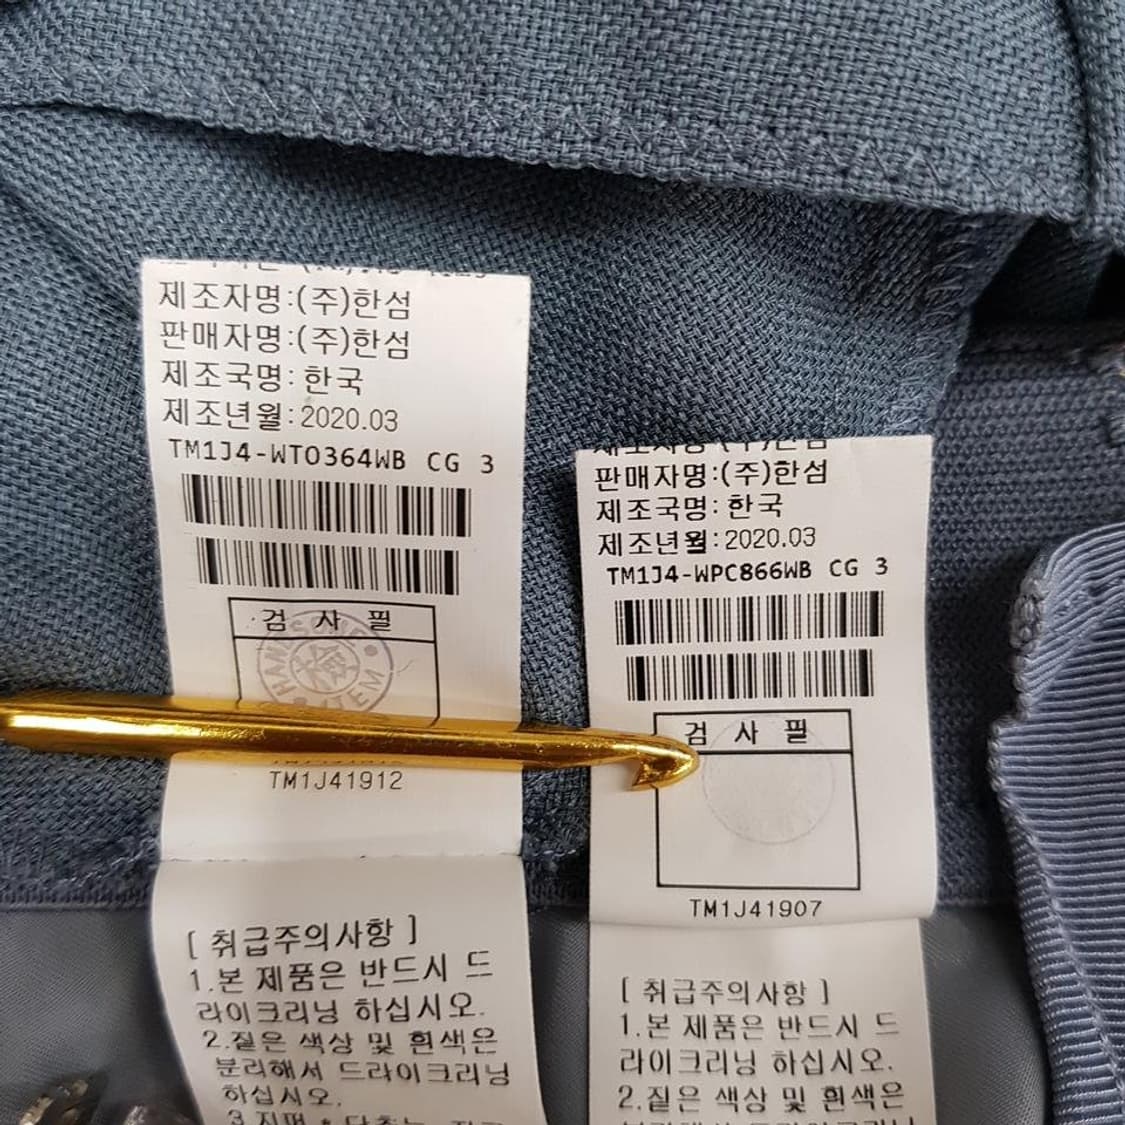 제조자명:(주)한섬
판매자명:(주)한섬
제조국명:한국
제조년월:2020.03
TM1J4-WTO364WB CG 3
검 사 필
HANDSOME
TM1J41912
[ 취급주의사항 ]
1.본 제품은 반드시 드
라이크리닝 하십시오.
2.짙은 색상 및 흰색은
분리해서 드라이크리닝
하십시오.
판매자명:(주)한섬
제조국명:한국
제조년월:2020.03
TM1J4-WPC866WB CG 3
검 사 필
TM1J41907
[ 취급주의사항 ]
1.본 제품은 반드시 드
라이크리닝 하십시오.
2.짙은 색상 및 흰색은